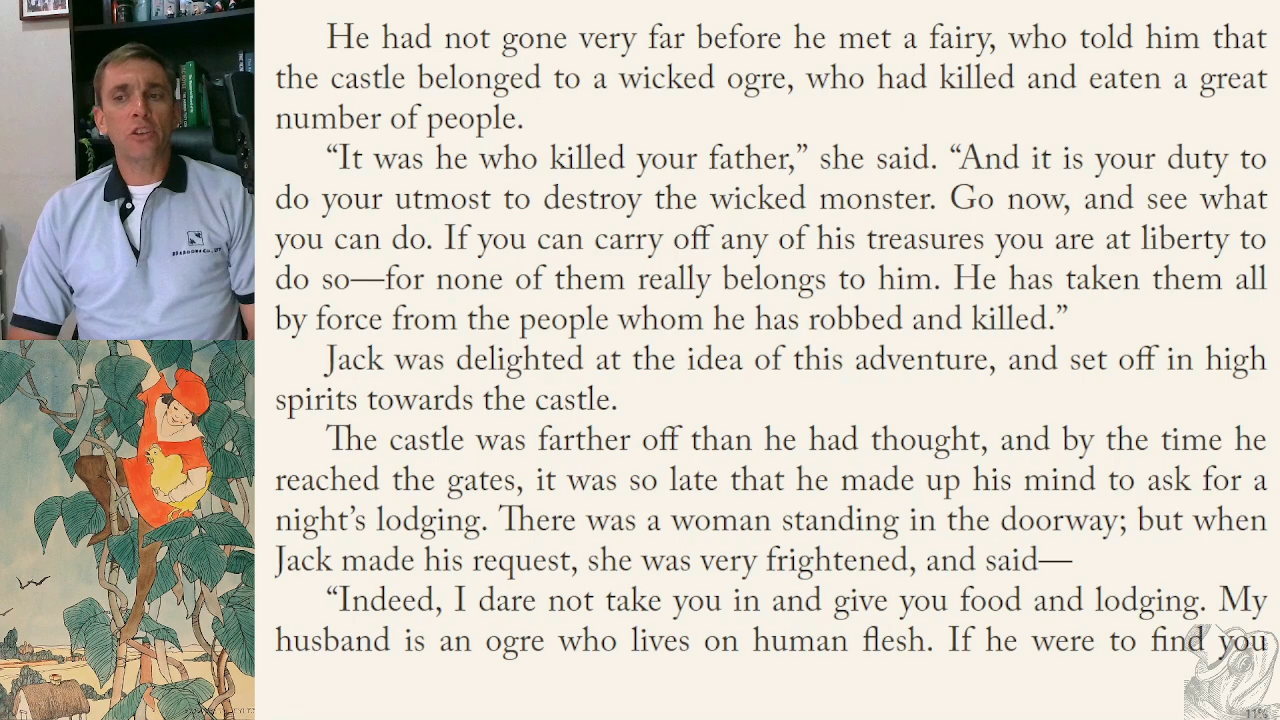 He had not gone very far before he met a fairy, who told him that
the castle belonged to a wicked ogre, who had killed and eaten a great
number of people.
“It was he who killed your father,” she said. “And it is your duty to
do your utmost to destroy the wicked monster. Go now, and see what
you can do. If you can carry off any of his treasures you are at liberty to
do so—for none of them really belongs to him. He has taken them all
by force from the people whom he has robbed and killed.”
Jack was delighted at the idea of this adventure, and set off in high
spirits towards the castle.
The castle was farther off than he had thought, and by the time he
reached the gates, it was so late that he made up his mind to ask for a
night’s lodging. There was a woman standing in the doorway; but when
Jack made his request, she was very frightened, and said—
“Indeed, I dare not take you in and give you food and lodging. My
husband is an ogre who lives on human flesh. If he were to find you
11%